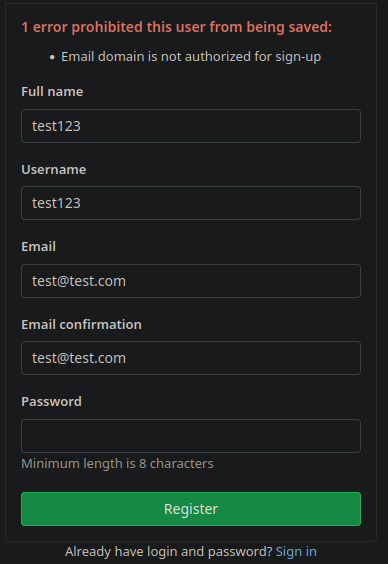 1 error prohibited this user from being saved:
• Email domain is not authorized for sign-up
Full name
test123
Username
test123
Email
test@test.com
Email confirmation
test@test.com
Password
Minimum length is 8 characters
Register
Already have login and password? Sign in